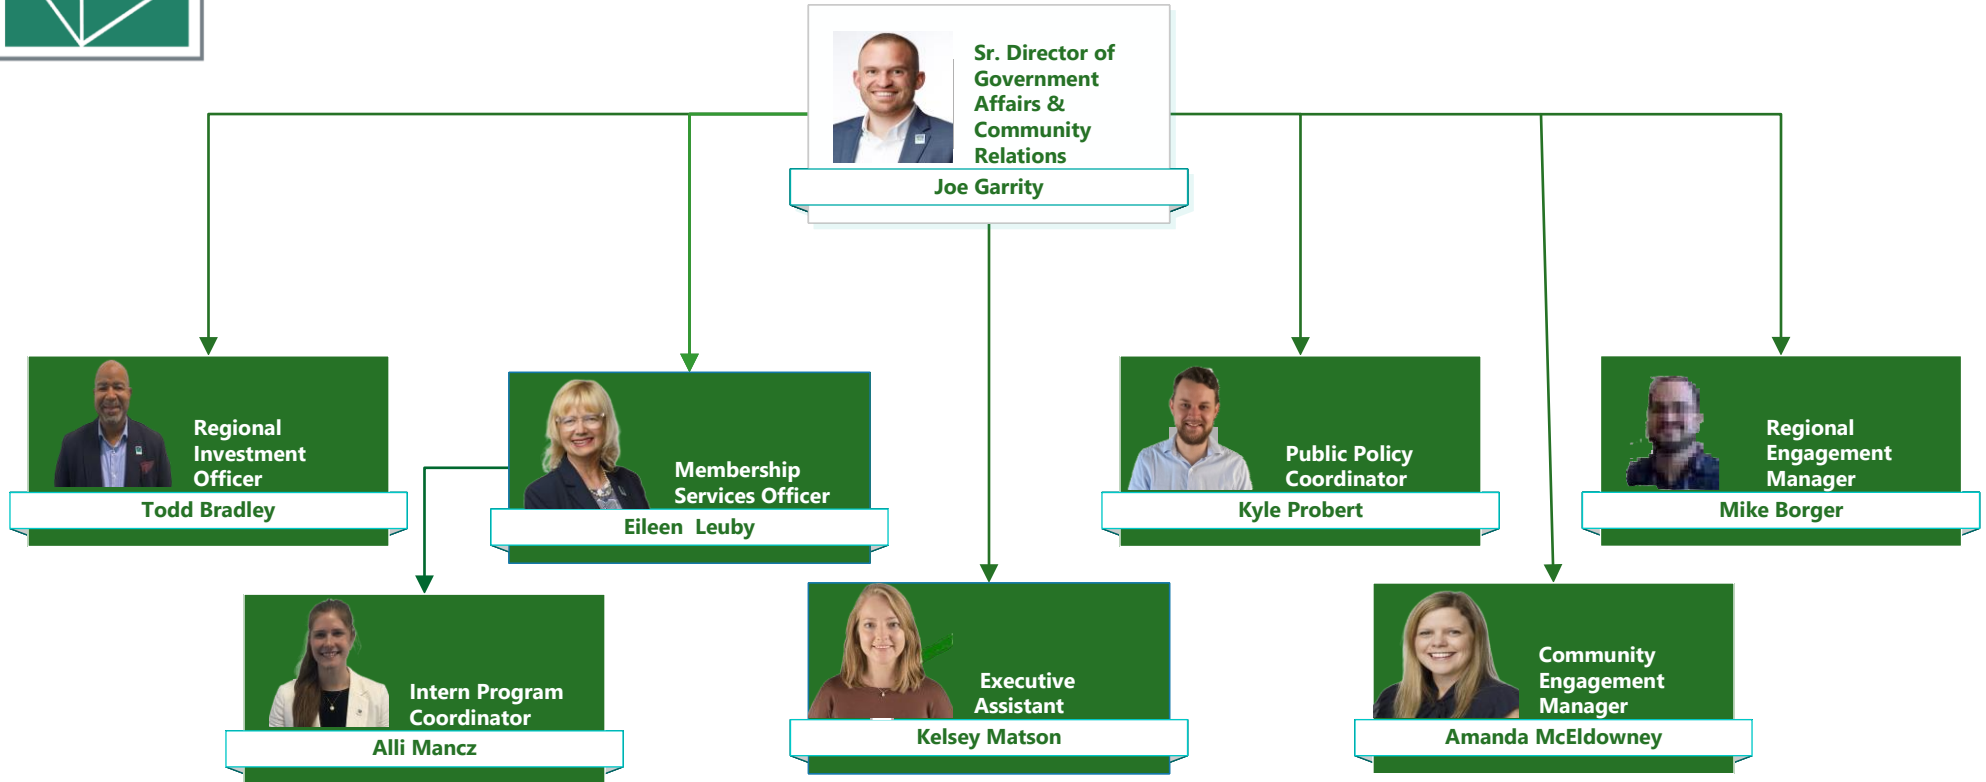 Sr. Director of
Government
Affairs &
Community
Relations
Joe Garrity
Regional
Investment
Officer
Todd Bradley
Membership
Services Officer
Eileen  Leuby
Public Policy
Coordinator
Kyle Probert
Regional
Engagement
Manager
Mike Borger
Intern Program
Coordinator
Alli Mancz
Executive
Assistant
Kelsey Matson
Community
Engagement
Manager
Amanda McEldowney